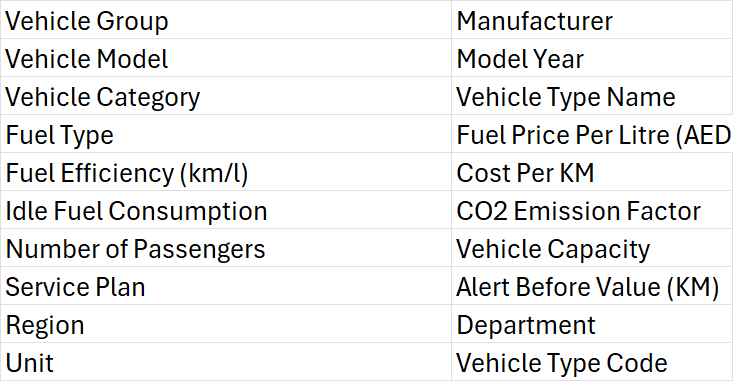 Vehicle Group Manufacturer
Vehicle Model Model Year
Vehicle Category Vehicle Type Name
Fuel Type Fuel Price Per Litre (AED
Fuel Efficiency (km/l) Cost Per KM
Idle Fuel Consumption CO2 Emission Factor
Number of Passengers Vehicle Capacity
Service Plan Alert Before Value (KM)
Region Department
Unit Vehicle Type Code